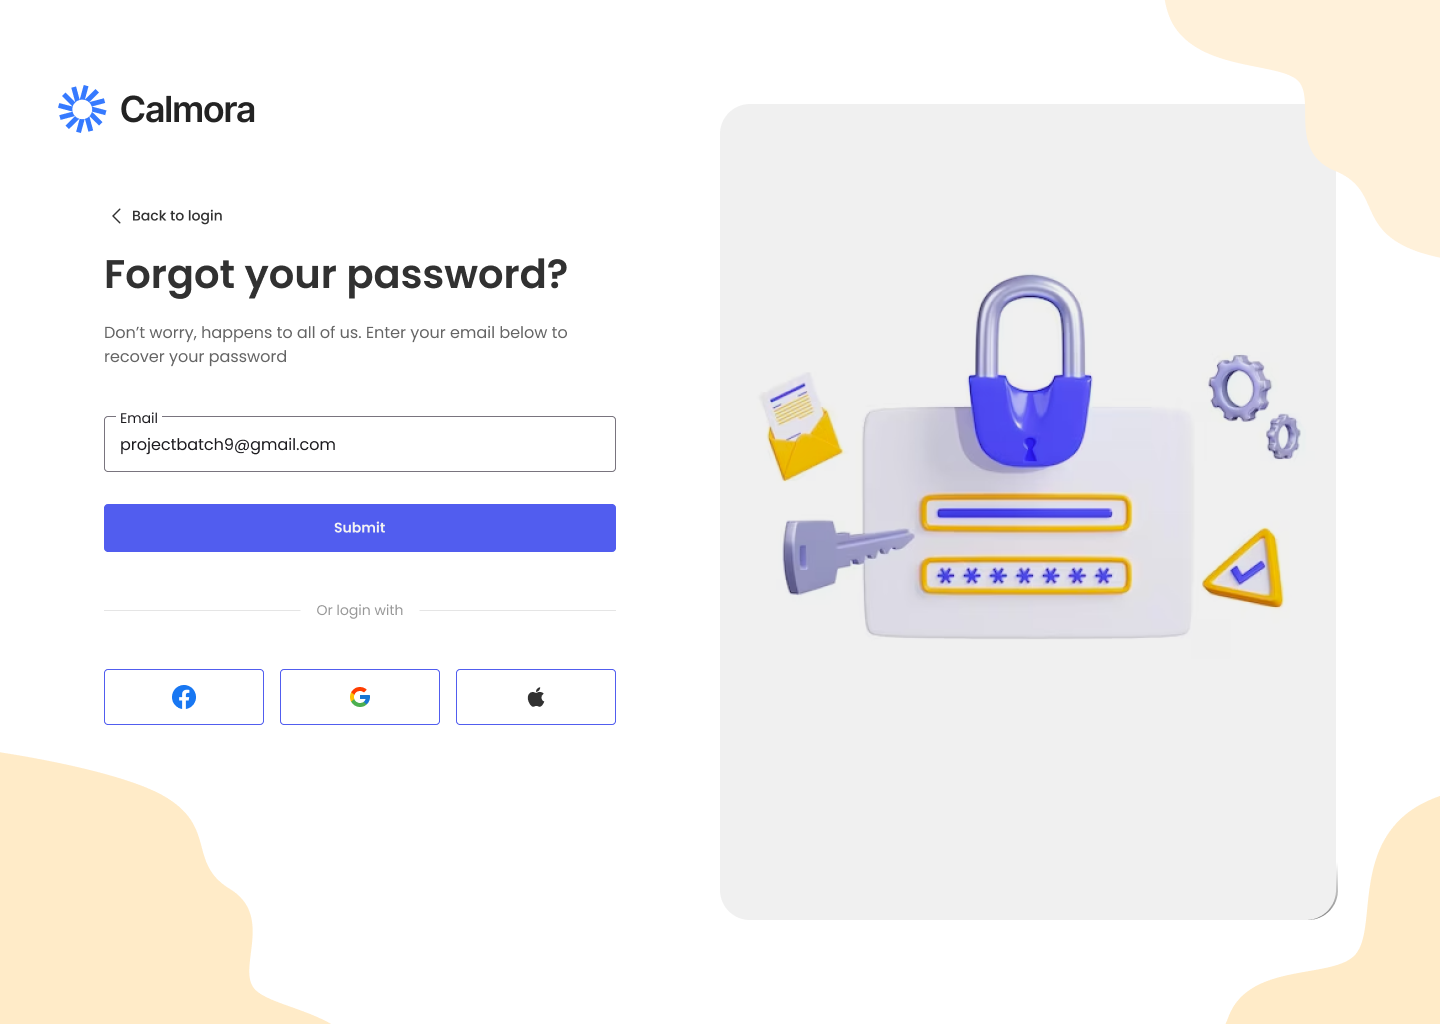 Calmora
Back to login
Forgot your password?
Don’t worry, happens to all of us. Enter your email below to
recover your password
Email
projectbatch9@gmail.com
Submit
Or login with